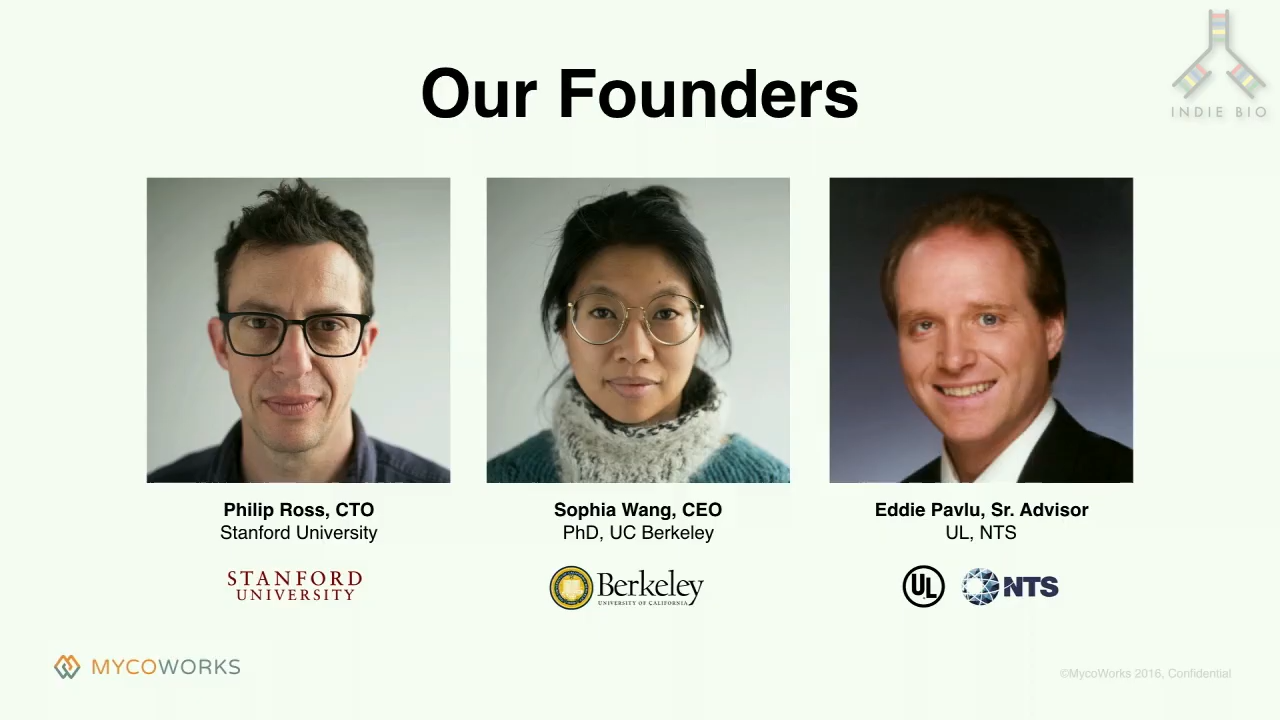 INDIE BIO
Our Founders
Philip Ross, CTO
Stanford University
STANFORD
UNIVERSITY
Sophia Wang, CEO
PhD, UC Berkeley
Berkeley
UNIVERSITY OF CALIFORNIA
Eddie Pavlu, Sr. Advisor
UL, NTS
UL
NTS
MYCOWORKS
©MycoWorks 2016, Confidential